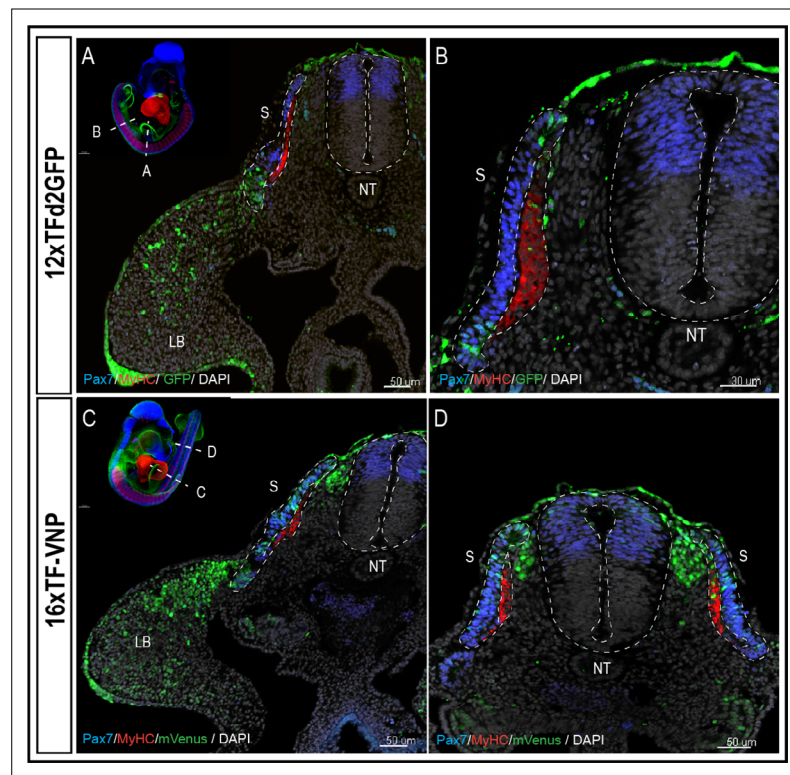 12xTFd2GFP
A
B
A
S
NT
LB
Pax7/MyHC/ GFP/ DAPI
50 um
B
S
NT
Pax7/MyHC/GFP/ DAPI
30 um
16xTF-VNP
C
D
C
S
NT
LB
Pax7/MyHC/mVenus / DAPI
50 um
D
S
S
NT
Pax7/MyHC/mVenus / DAPI
50 um